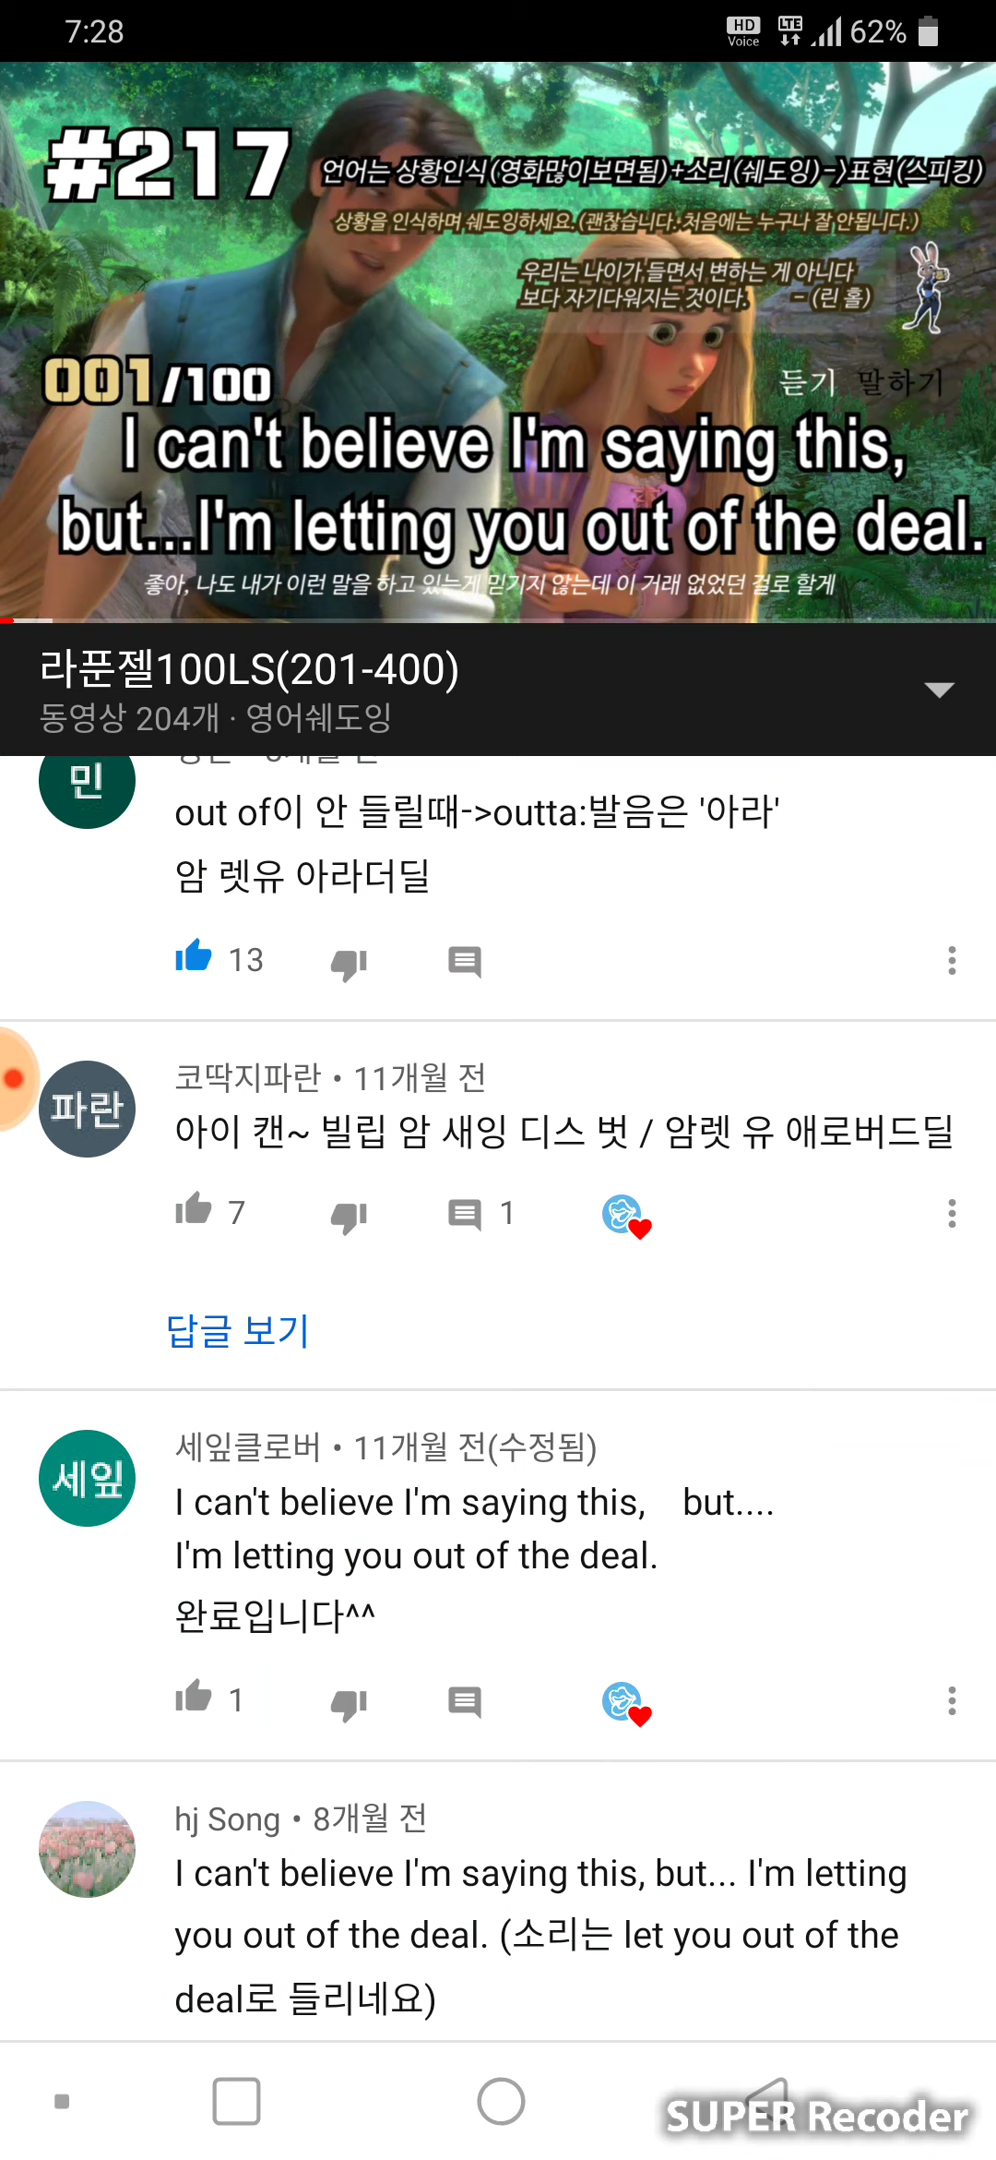 7:28
HD
Voice
LTE
62%
#217
언어는 상황인식(영화많이보면됨)+소리(쉐도잉)->표현(스피킹)
상황을 인식하며 쉐도잉하세요.(괜찮습니다.처음에는 누구나 잘 안됩니다.)
우리는 나이가 들면서 변하는 게 아니다
보다 자기다워지는 것이다. - (린 홀)
001/100
듣기 말하기
I can't believe I'm saying this,
but...I'm letting you out of the deal.
좋아, 나도 내가 이런 말을 하고 있는게 믿기지 않는데 이 거래 없었던 걸로 할게
라푼젤100LS(201-400)
동영상 204개 · 영어쉐도잉
민
out of이 안 들릴때->outta:발음은 '아라'
암 렛유 아라더딜
13
파란
코딱지파란 • 11개월 전
아이 캔~ 빌립 암 새잉 디스 벗 / 암렛 유 애로버드딜
7
1
답글 보기
세잎
세잎클로버 • 11개월 전(수정됨)
I can't believe I'm saying this, but....
I'm letting you out of the deal.
완료입니다^^
1
hj Song • 8개월 전
I can't believe I'm saying this, but... I'm letting
you out of the deal. (소리는 let you out of the
deal로 들리네요)
SUPER Recoder